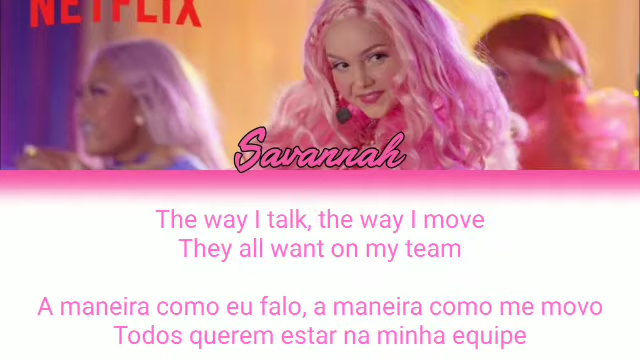 NETFLIX
Savannah
The way I talk, the way I move
They all want on my team
A maneira como eu falo, a maneira como me movo
Todos querem estar na minha equipe